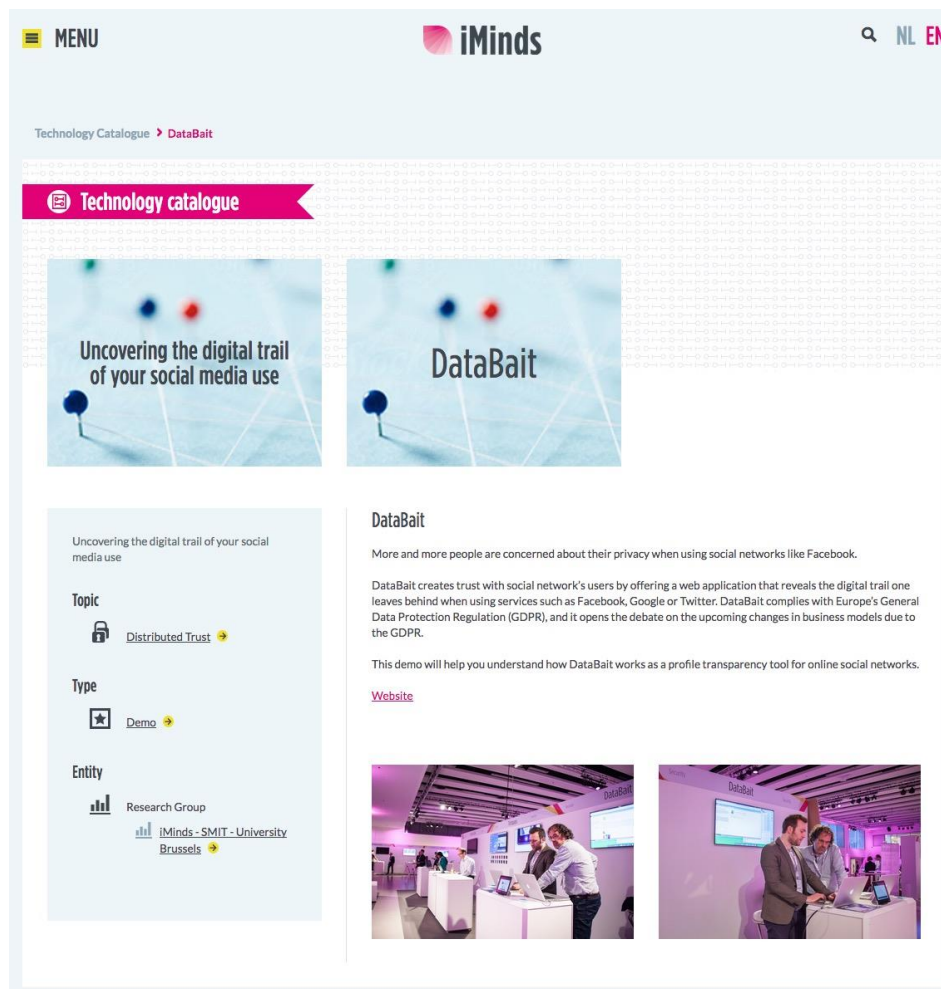 MENU
iMinds
NL EN
Technology Catalogue > DataBait
Technology catalogue
Uncovering the digital trail
of your social media use
DataBait
Uncovering the digital trail of your social
media use
Topic
Distributed Trust
Type
Demo
Entity
Research Group
iMinds - SMIT - University
Brussels
DataBait
More and more people are concerned about their privacy when using social networks like Facebook.
DataBait creates trust with social network's users by offering a web application that reveals the digital trail one
leaves behind when using services such as Facebook, Google or Twitter. DataBait complies with Europe's General
Data Protection Regulation (GDPR), and it opens the debate on the upcoming changes in business models due to
the GDPR.
This demo will help you understand how DataBait works as a profile transparency tool for online social networks.
Website
DataBait
DataBait